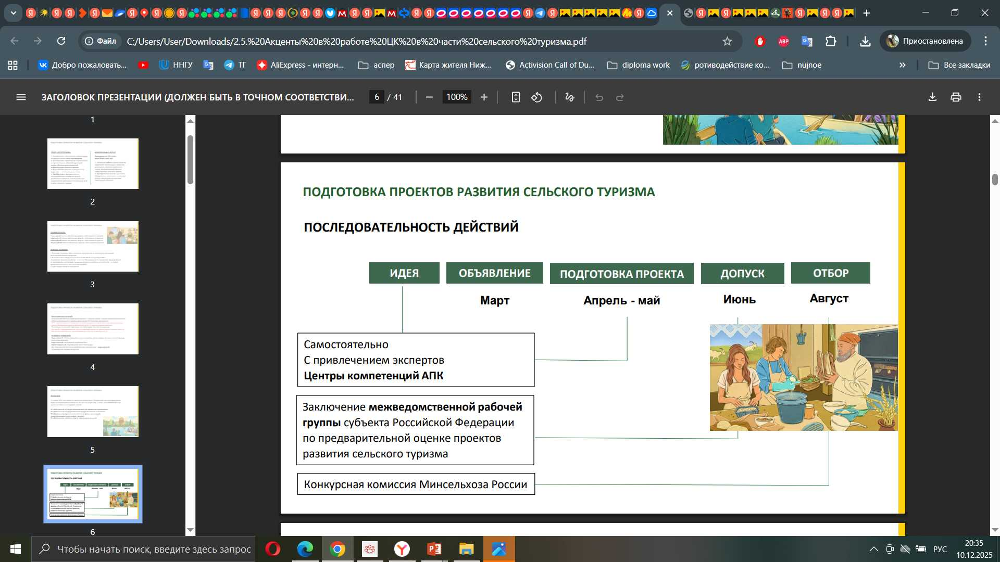 Файл
C:/Users/User/Downloads/2.5.%20Акценты%20в%20работе%20ЦК%20в%20части%20сельского%20туризма.pdf
ABP
Приостановлена
Добро пожаловать...
ННГУ
ТГ
AliExpress - интерн...
аспер
Карта жителя Ниж...
Activision Call of Du...
diploma work
ротиводействие ко...
nujnoe
Все закладки
ЗАГОЛОВОК ПРЕЗЕНТАЦИИ (ДОЛЖЕН БЫТЬ В ТОЧНОМ СООТВЕТСТВИ...
6 / 41
100%
1
2
3
4
5
6
ПОДГОТОВКА ПРОЕКТОВ РАЗВИТИЯ СЕЛЬСКОГО ТУРИЗМА
ПОСЛЕДОВАТЕЛЬНОСТЬ ДЕЙСТВИЙ
ИДЕЯ
ОБЪЯВЛЕНИЕ
ПОДГОТОВКА ПРОЕКТА
ДОПУСК
ОТБОР
Март
Апрель - май
Июнь
Август
Самостоятельно
С привлечением экспертов
Центры компетенций АПК
Заключение межведомственной рабочей
группы субъекта Российской Федерации
по предварительной оценке проектов
развития сельского туризма
Конкурсная комиссия Минсельхоза России
Чтобы начать поиск, введите здесь запрос
РУС
20:35
10.12.2025